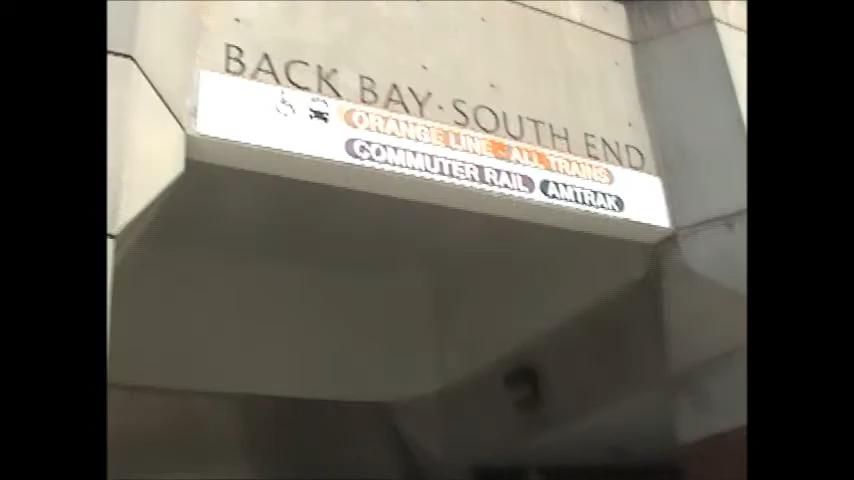 BACK BAY · SOUTH END
ORANGE LINE - ALL TRAINS
COMMUTER RAIL AMTRAK